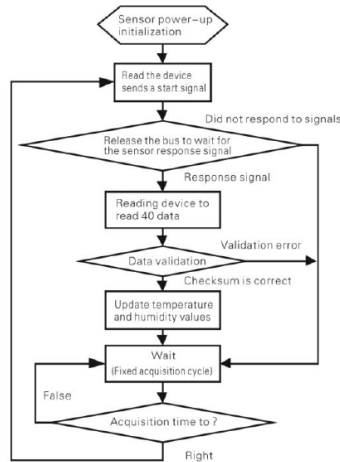 Sensor power-up
initialization
Read the device
sends a start signal
Did not respond to signals
Release the bus to wait for
the sensor response signal
Response signal
Reading device to
read 40 data
Validation error
Data validation
Checksum is correct
Update temperature
and humidity values
Wait
(Fixed acquisition cycle)
False
Acquisition time to ?
Right